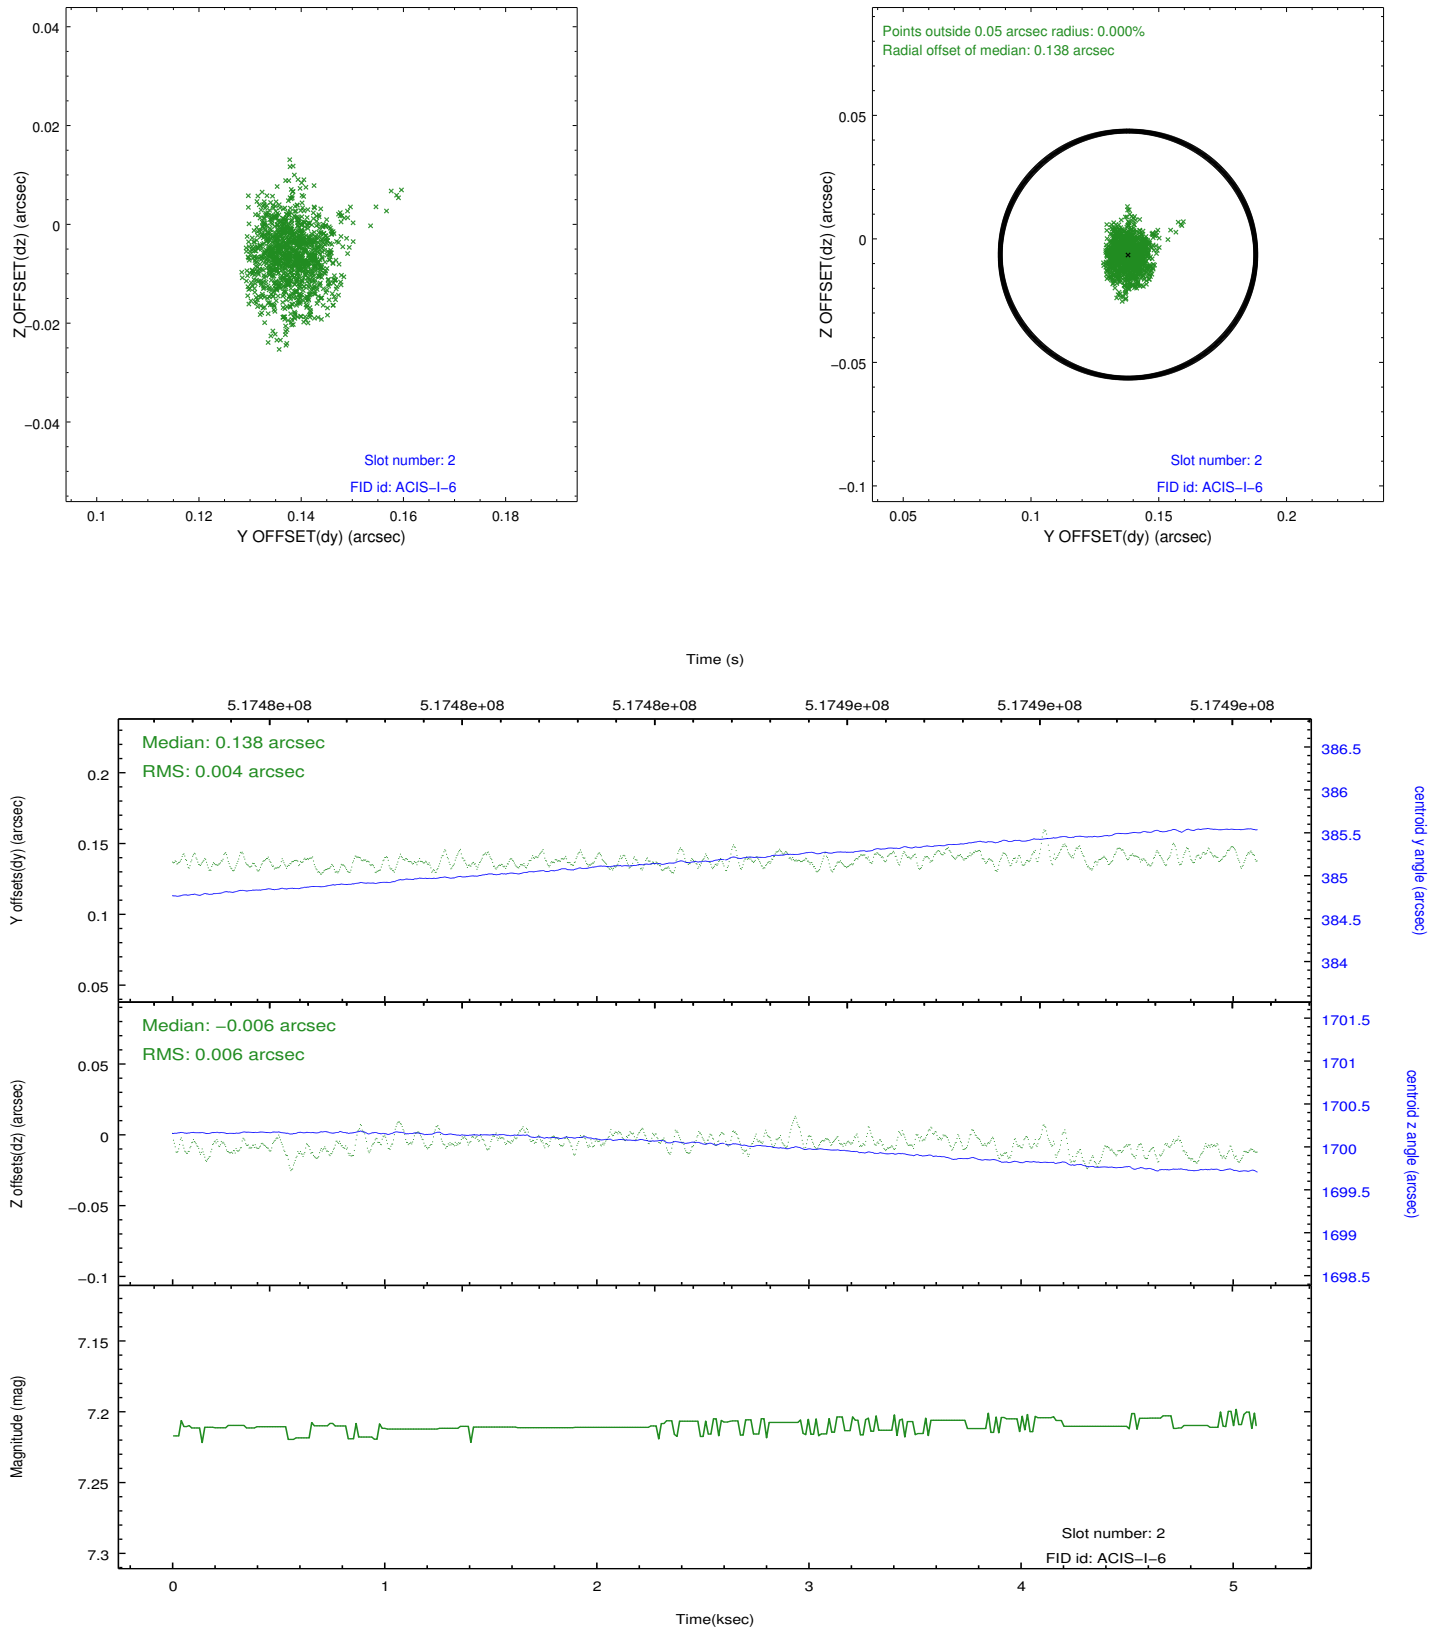 0.04
0.02
0
−0.02
−0.04
Z OFFSET(dz) (arcsec)
Slot number: 2
FID id: ACIS−I−6
0.1
0.12
0.14
0.16
0.18
Y OFFSET(dy) (arcsec)
Points outside 0.05 arcsec radius: 0.000%
Radial offset of median: 0.138 arcsec
0.05
0
−0.05
−0.1
Z OFFSET(dz) (arcsec)
Slot number: 2
FID id: ACIS−I−6
0.05
0.1
0.15
0.2
Y OFFSET(dy) (arcsec)
Time (s)
5.1748e+08
5.1748e+08
5.1748e+08
5.1749e+08
5.1749e+08
5.1749e+08
Median: 0.138 arcsec
RMS: 0.004 arcsec
0.2
0.15
0.1
0.05
Y offsets(dy) (arcsec)
386.5
386
385.5
385
384.5
384
centroid y angle (arcsec)
Median: −0.006 arcsec
RMS: 0.006 arcsec
0.05
0
−0.05
−0.1
Z offsets(dz) (arcsec)
1701.5
1701
1700.5
1700
1699.5
1699
1698.5
centroid z angle (arcsec)
7.15
7.2
7.25
7.3
Magnitude (mag)
Slot number: 2
FID id: ACIS−I−6
0
1
2
3
4
5
Time(ksec)